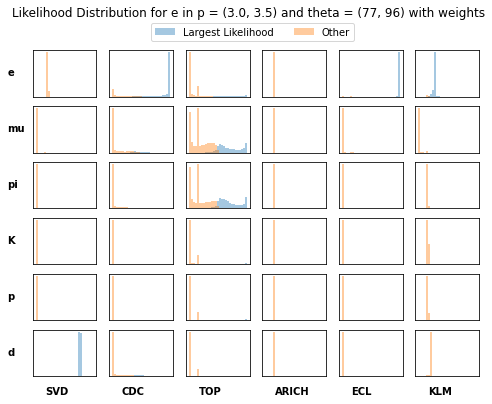 Likelihood Distribution for e in p = (3.0, 3.5) and theta = (77, 96) with weights
Largest Likelihood Other
e
mu
pi
K
p
d
SVD CDC TOP ARICH ECL KLM